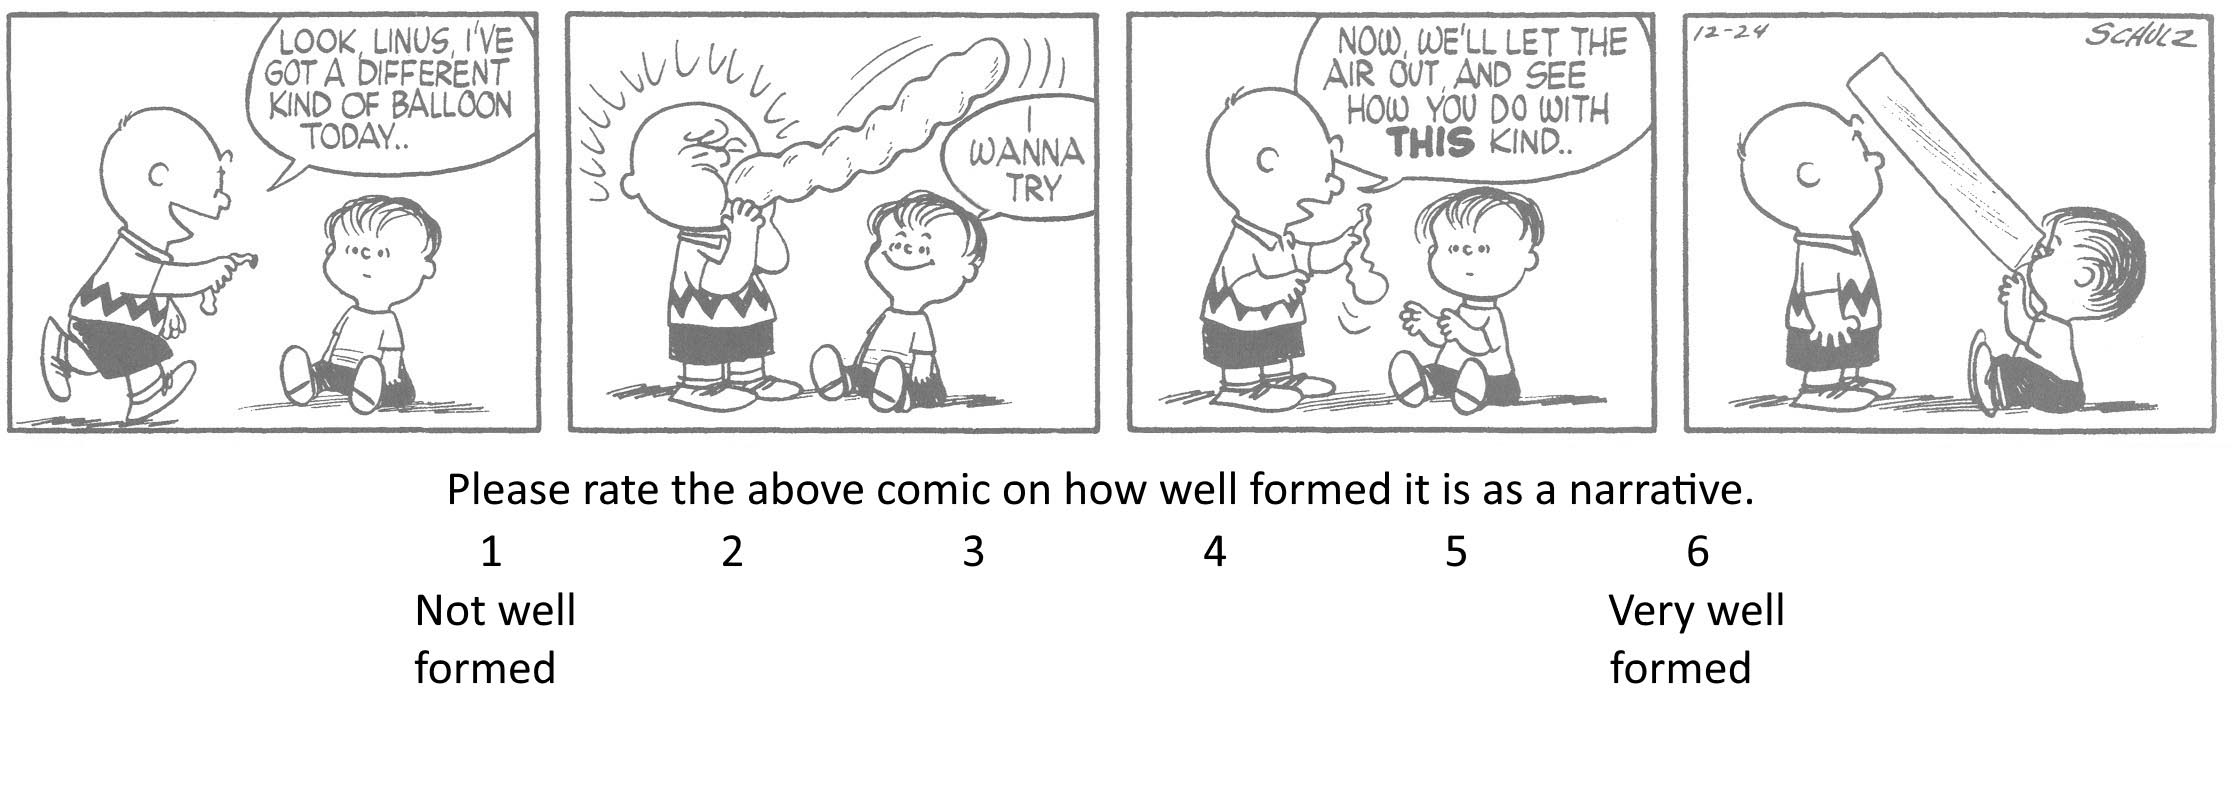 LOOK, LINUS, I'VE
GOT A DIFFERENT
KIND OF BALLOON
TODAY..
I
WANNA
TRY
NOW, WE'LL LET THE
AIR OUT, AND SEE
HOW YOU DO WITH
THIS KIND..
12-24
SCHULZ
Please rate the above comic on how well formed it is as a narrative.
1 2 3 4 5 6
Not well
formed
Very well
formed